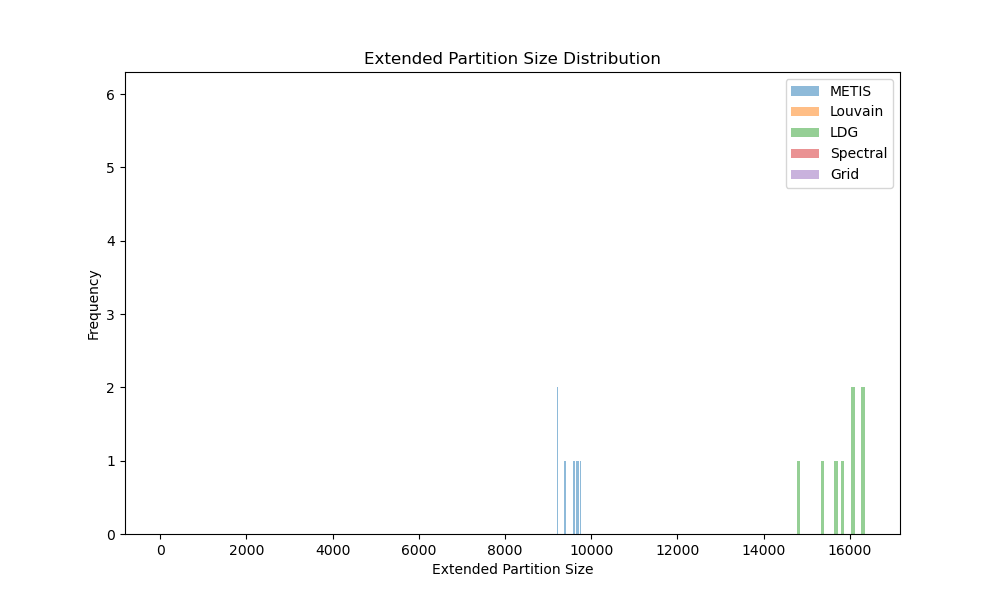 Extended Partition Size Distribution
METIS
Louvain
LDG
Spectral
Grid
Frequency
6
5
4
3
2
1
0
0 2000 4000 6000 8000 10000 12000 14000 16000
Extended Partition Size